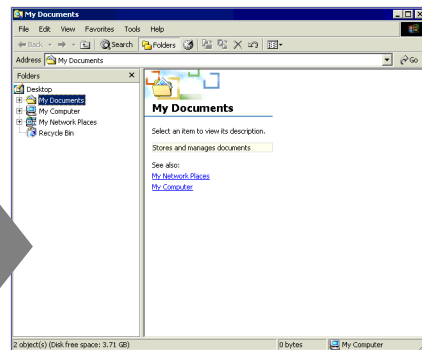 My Documents
File Edit View Favorites Tools Help
Back Search Folders
Address My Documents Go
Folders
Desktop
My Documents
My Computer
My Network Places
Recycle Bin
My Documents
Select an item to view its description.
Stores and manages documents
See also:
My Network Places
My Computer
2 object(s) (Disk free space: 3.71 GB) 0 bytes My Computer